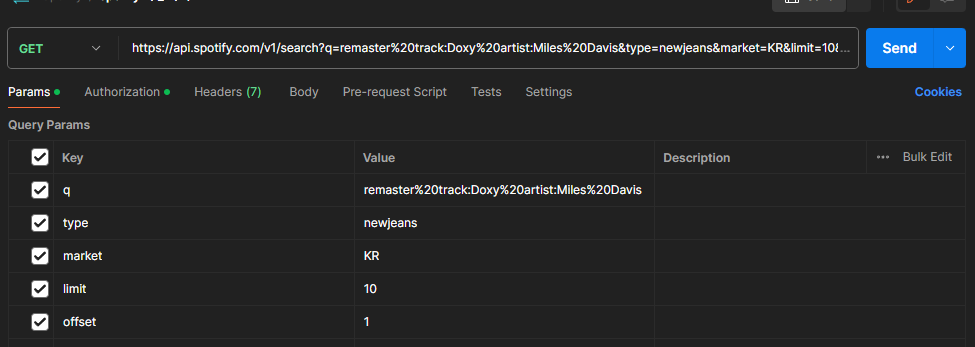 GET https://api.spotify.com/v1/search?q=remaster%20track:Doxy%20artist:Miles%20Davis&type=newjeans&market=KR&limit=10&... Send
Params Authorization Headers (7) Body Pre-request Script Tests Settings Cookies
Query Params
Key Value Description ... Bulk Edit
q remaster%20track:Doxy%20artist:Miles%20Davis
type newjeans
market KR
limit 10
offset 1